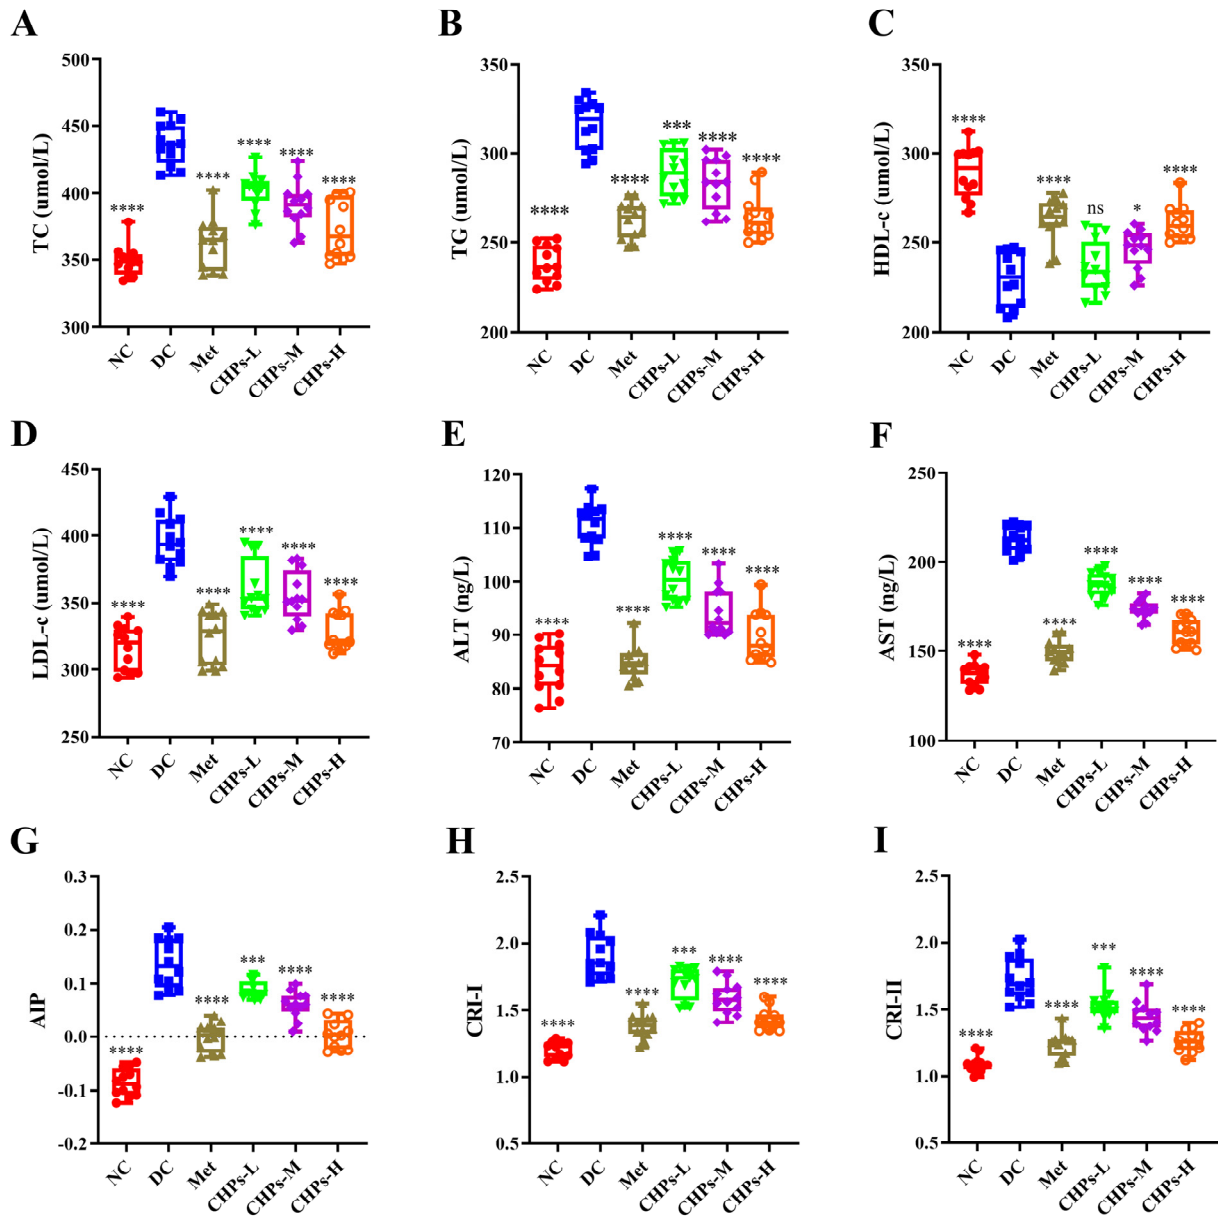 A
TC (umol/L)
500
450
400
350
300
****
****
****
****
****
NC
DC
Met
CHPs-L
CHPs-M
CHPs-H
B
TG (umol/L)
350
300
250
200
****
****
***
****
****
NC
DC
Met
CHPs-L
CHPs-M
CHPs-H
C
HDL-c (umol/L)
350
300
250
200
****
****
ns
*
****
NC
DC
Met
CHPs-L
CHPs-M
CHPs-H
D
LDL-c (umol/L)
450
400
350
300
250
****
****
****
****
****
NC
DC
Met
CHPs-L
CHPs-M
CHPs-H
E
ALT (ng/L)
120
110
100
90
80
70
****
****
****
****
****
NC
DC
Met
CHPs-L
CHPs-M
CHPs-H
F
AST (ng/L)
250
200
150
100
****
****
****
****
****
NC
DC
Met
CHPs-L
CHPs-M
CHPs-H
G
AIP
0.3
0.2
0.1
0.0
-0.1
-0.2
****
****
***
****
****
NC
DC
Met
CHPs-L
CHPs-M
CHPs-H
H
CRI-I
2.5
2.0
1.5
1.0
0.5
****
****
***
****
****
NC
DC
Met
CHPs-L
CHPs-M
CHPs-H
I
CRI-II
2.5
2.0
1.5
1.0
0.5
****
****
***
****
****
NC
DC
Met
CHPs-L
CHPs-M
CHPs-H